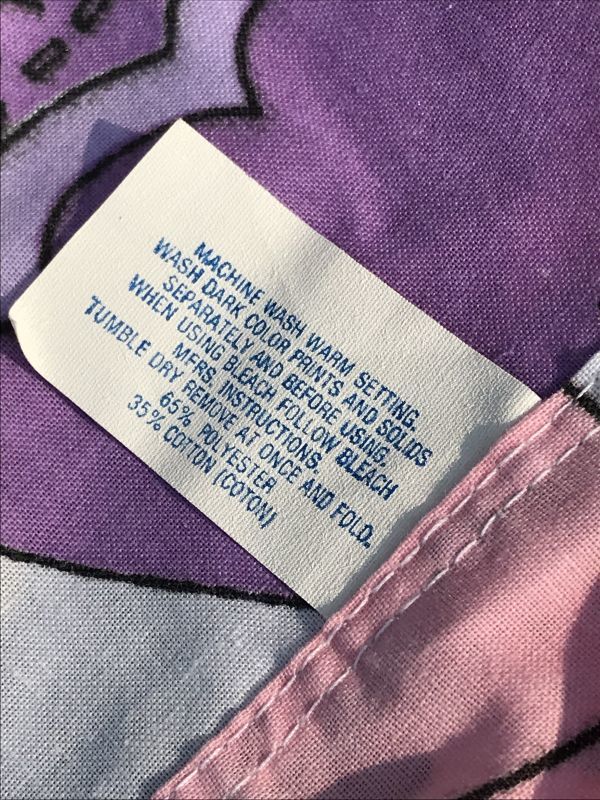 MACHINE WASH WARM SETTING.
WASH DARK COLOR PRINTS AND SOLIDS
SEPARATELY AND BEFORE USING.
WHEN USING BLEACH FOLLOW BLEACH
MFRS. INSTRUCTIONS.
TUMBLE DRY REMOVE AT ONCE AND FOLD.
65% POLYESTER
35% COTTON (COTON)